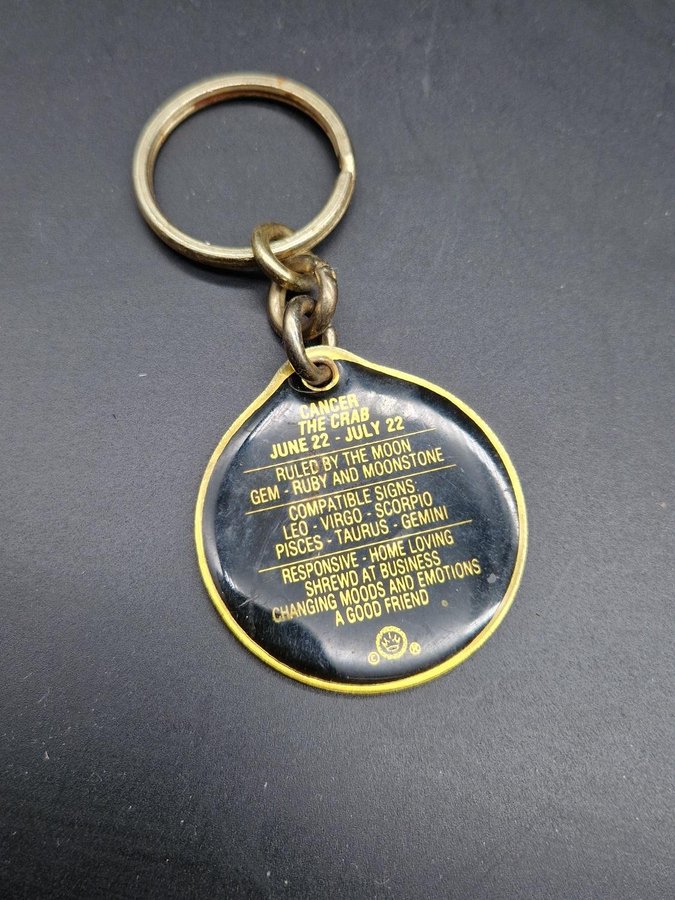 CANCER
THE CRAB
JUNE 22 - JULY 22
RULED BY THE MOON
GEM - RUBY AND MOONSTONE
COMPATIBLE SIGNS:
LEO - VIRGO - SCORPIO
PISCES - TAURUS - GEMINI
RESPONSIVE - HOME LOVING
SHREWD AT BUSINESS
CHANGING MOODS AND EMOTIONS
A GOOD FRIEND
© ®